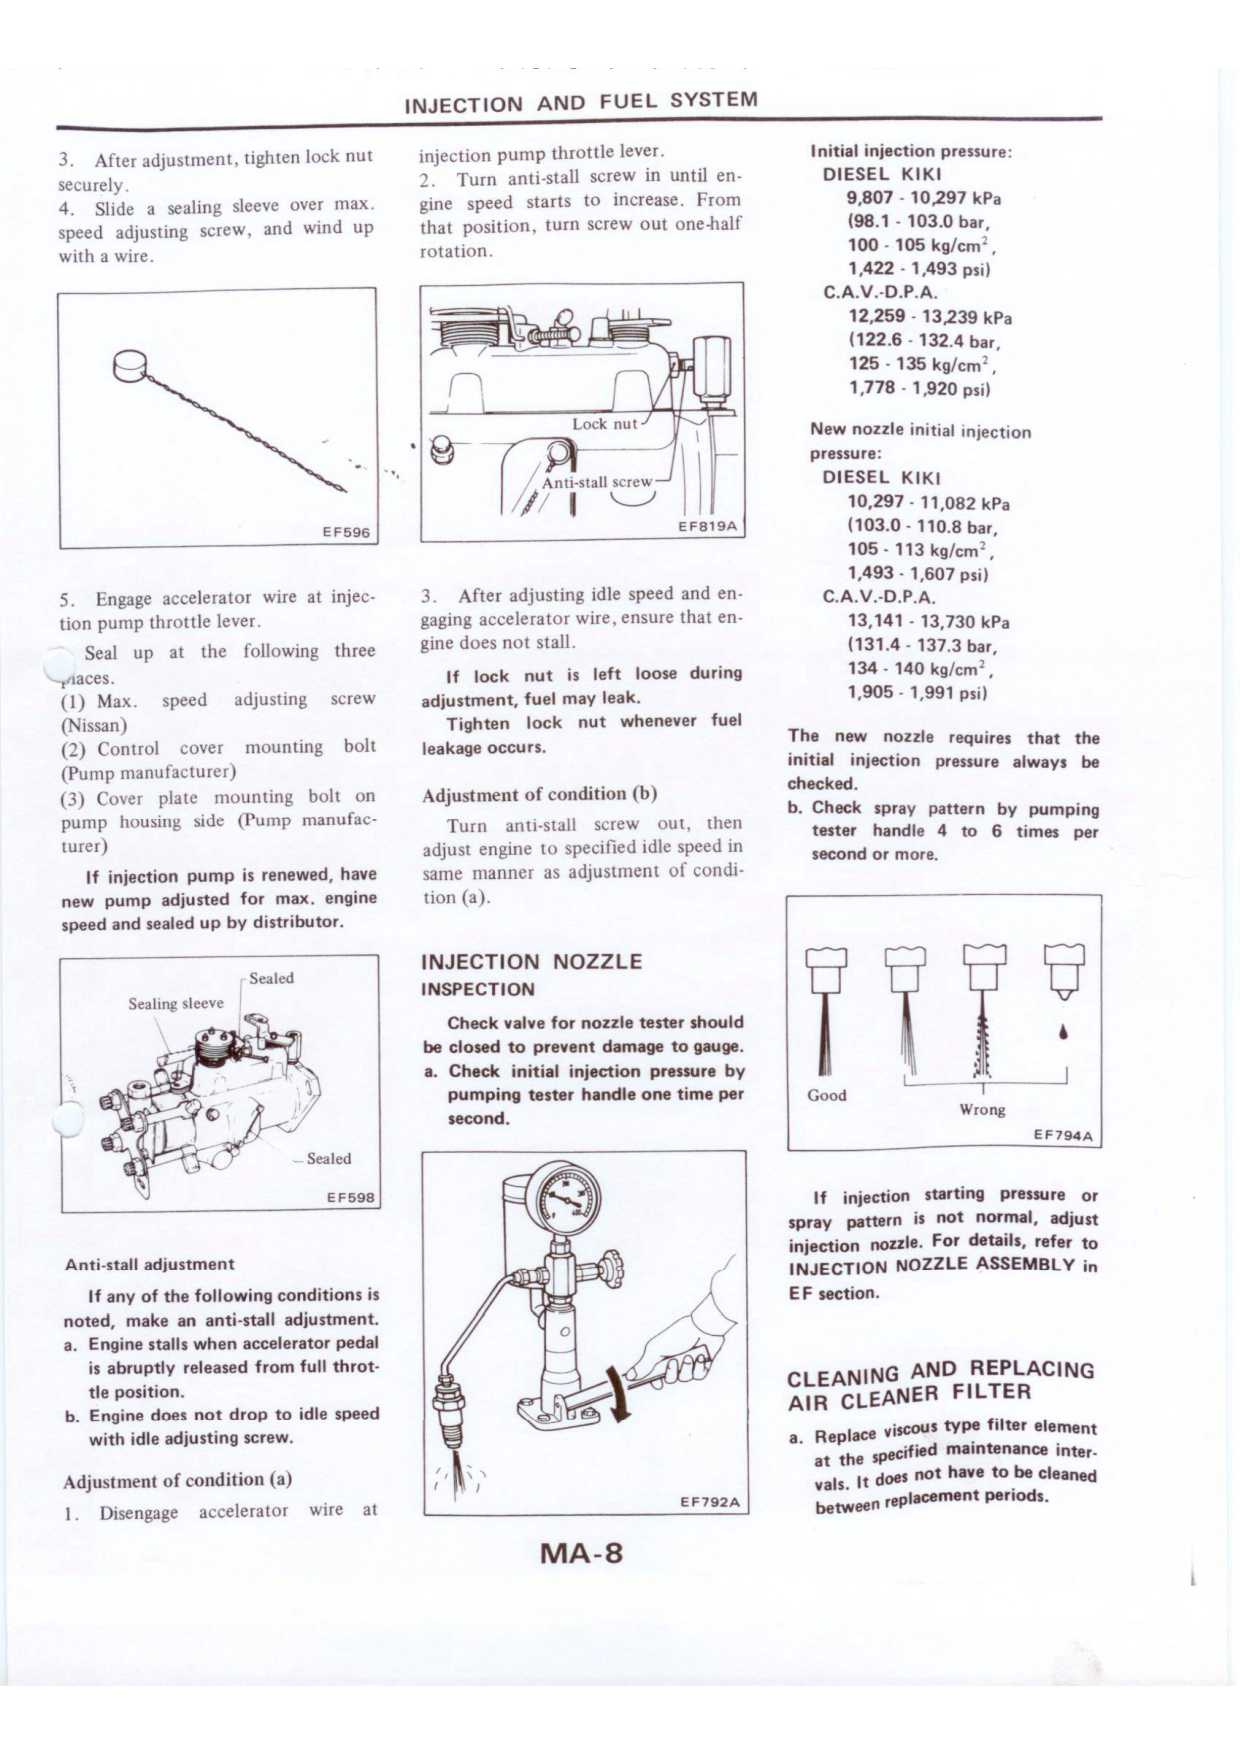 INJECTION AND FUEL SYSTEM
3. After adjustment, tighten lock nut
securely.
4. Slide a sealing sleeve over max.
speed adjusting screw, and wind up
with a wire.
EF596
5. Engage accelerator wire at injec-
tion pump throttle lever.
Seal up at the following three
places.
(1) Max. speed adjusting screw
(Nissan)
(2) Control cover mounting bolt
(Pump manufacturer)
(3) Cover plate mounting bolt on
pump housing side (Pump manufac-
turer)
If injection pump is renewed, have
new pump adjusted for max. engine
speed and sealed up by distributor.
Sealed
Sealing sleeve
Sealed
EF598
Anti-stall adjustment
If any of the following conditions is
noted, make an anti-stall adjustment.
a. Engine stalls when accelerator pedal
is abruptly released from full throt-
tle position.
b. Engine does not drop to idle speed
with idle adjusting screw.
Adjustment of condition (a)
1. Disengage accelerator wire at
injection pump throttle lever.
2. Turn anti-stall screw in until en-
gine speed starts to increase. From
that position, turn screw out one-half
rotation.
Lock nut
Anti-stall screw
EF819A
3. After adjusting idle speed and en-
gaging accelerator wire, ensure that en-
gine does not stall.
If lock nut is left loose during
adjustment, fuel may leak.
Tighten lock nut whenever fuel
leakage occurs.
Adjustment of condition (b)
Turn anti-stall screw out, then
adjust engine to specified idle speed in
same manner as adjustment of condi-
tion (a).
INJECTION NOZZLE
INSPECTION
Check valve for nozzle tester should
be closed to prevent damage to gauge.
a. Check initial injection pressure by
pumping tester handle one time per
second.
EF792A
Initial injection pressure:
DIESEL KIKI
9,807 - 10,297 kPa
(98.1 - 103.0 bar,
100 - 105 kg/cm²,
1,422 - 1,493 psi)
C.A.V.-D.P.A.
12,259 - 13,239 kPa
(122.6 - 132.4 bar,
125 - 135 kg/cm²,
1,778 - 1,920 psi)
New nozzle initial injection
pressure:
DIESEL KIKI
10,297 - 11,082 kPa
(103.0 - 110.8 bar,
105 - 113 kg/cm²,
1,493 - 1,607 psi)
C.A.V.-D.P.A.
13,141 - 13,730 kPa
(131.4 - 137.3 bar,
134 - 140 kg/cm²,
1,905 - 1,991 psi)
The new nozzle requires that the
initial injection pressure always be
checked.
b. Check spray pattern by pumping
tester handle 4 to 6 times per
second or more.
Good
Wrong
EF794A
If injection starting pressure or
spray pattern is not normal, adjust
injection nozzle. For details, refer to
INJECTION NOZZLE ASSEMBLY in
EF section.
CLEANING AND REPLACING
AIR CLEANER FILTER
a. Replace viscous type filter element
at the specified maintenance inter-
vals. It does not have to be cleaned
between replacement periods.
MA-8